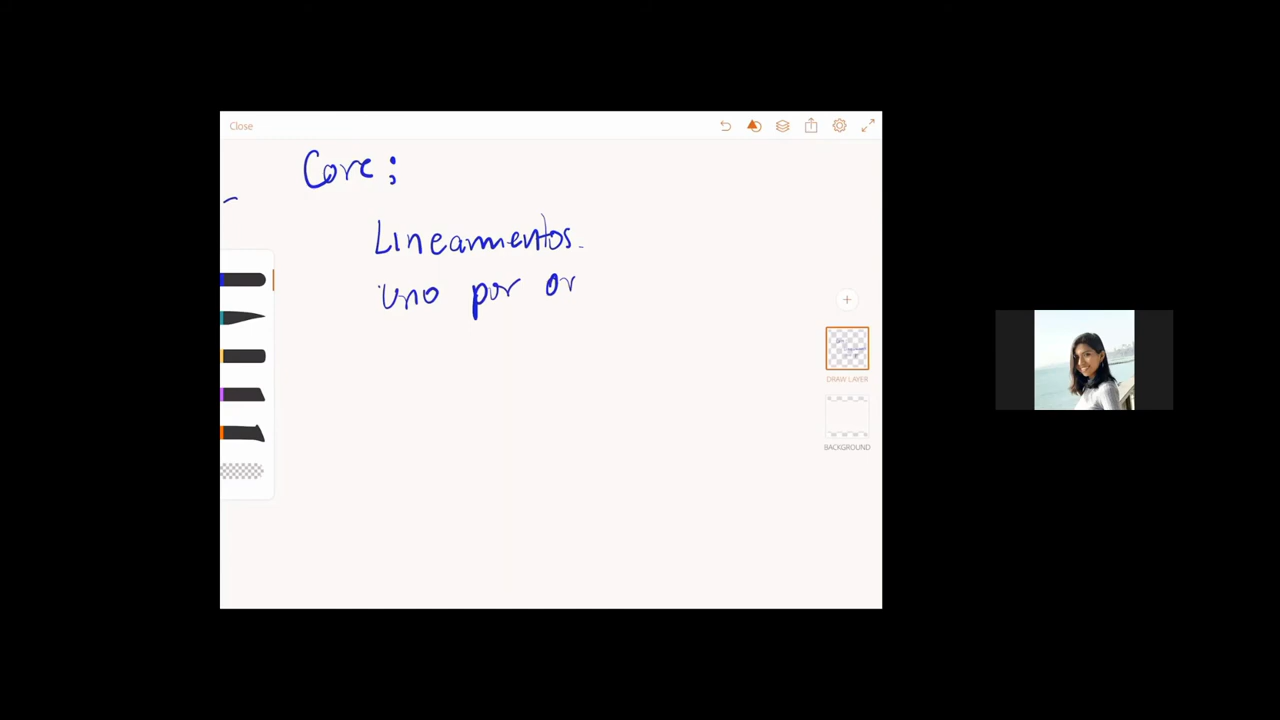 Close
Core:
Lineamentos.
uno por or
DRAW LAYER
BACKGROUND